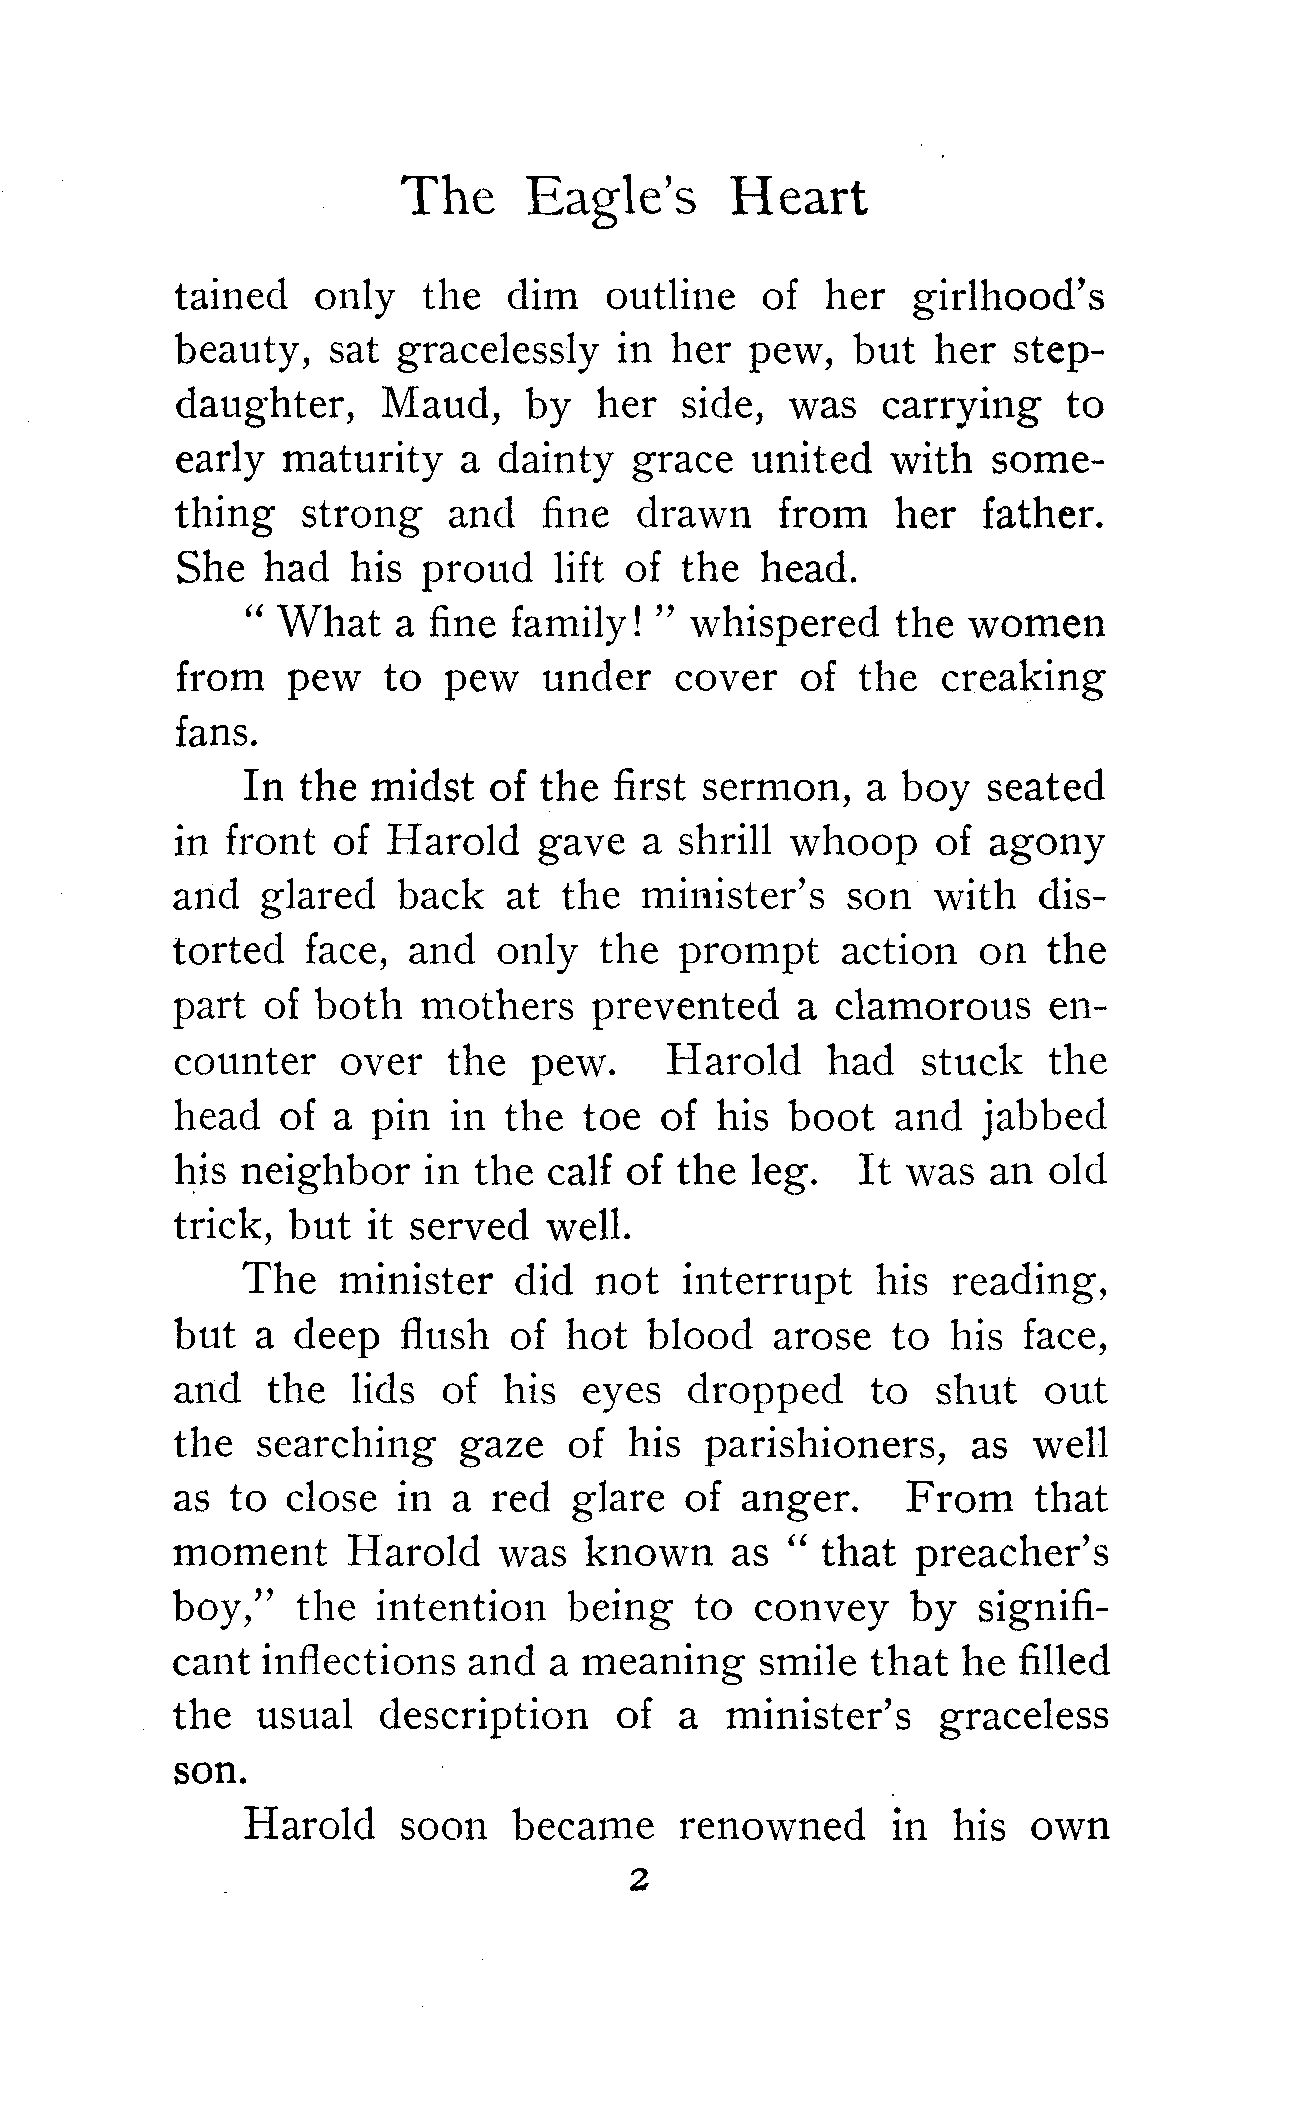 The Eagle's Heart
tained only the dim outline of her girlhood's
beauty, sat gracelessly in her pew, but her step-
daughter, Maud, by her side, was carrying to
early maturity a dainty grace united with some-
thing strong and fine drawn from her father.
She had his proud lift of the head.
" What a fine family! " whispered the women
from pew to pew under cover of the creaking
fans.
In the midst of the first sermon, a boy seated
in front of Harold gave a shrill whoop of agony
and glared back at the minister's son with dis-
torted face, and only the prompt action on the
part of both mothers prevented a clamorous en-
counter over the pew. Harold had stuck the
head of a pin in the toe of his boot and jabbed
his neighbor in the calf of the leg. It was an old
trick, but it served well.
The minister did not interrupt his reading,
but a deep flush of hot blood arose to his face,
and the lids of his eyes dropped to shut out
the searching gaze of his parishioners, as well
as to close in a red glare of anger. From that
moment Harold was known as " that preacher's
boy," the intention being to convey by signifi-
cant inflections and a meaning smile that he filled
the usual description of a minister's graceless
son.
Harold soon became renowned in his own
2